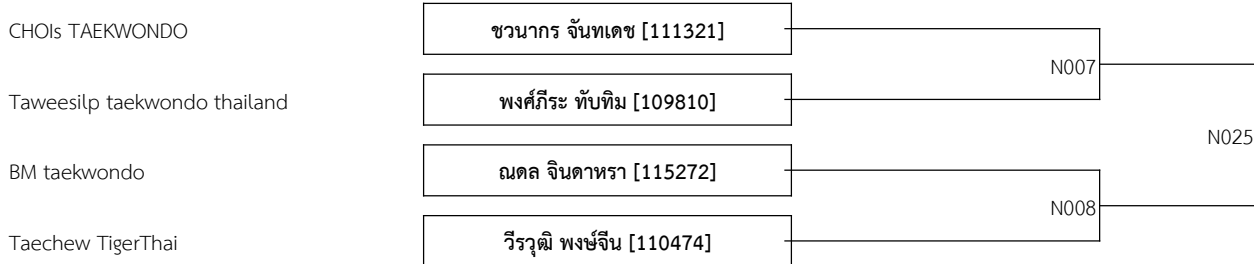 CHOIs TAEKWONDO
ชวนากร จันทเดช [111321]
N007
Taweesilp taekwondo thailand
พงศ์ภีระ ทับทิม [109810]
N025
BM taekwondo
ณดล จินดาหรา [115272]
N008
Taechew TigerThai
วีรวุฒิ พงษ์จีน [110474]